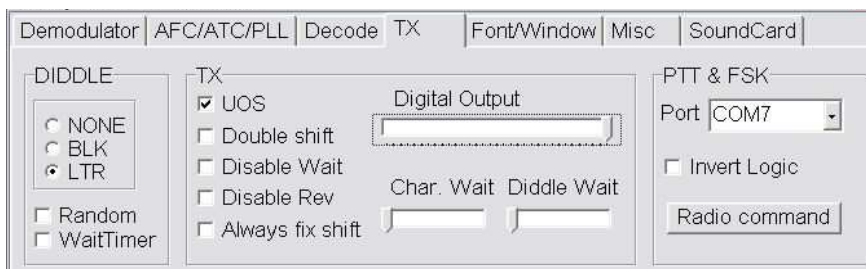 Demodulator AFC/ATC/PLL Decode TX Font/Window Misc SoundCard
DIDDLE
NONE
BLK
LTR
Random
WaitTimer
TX
UOS
Double shift
Disable Wait
Disable Rev
Always fix shift
Digital Output
Char. Wait Diddle Wait
PTT & FSK
Port COM7
Invert Logic
Radio command